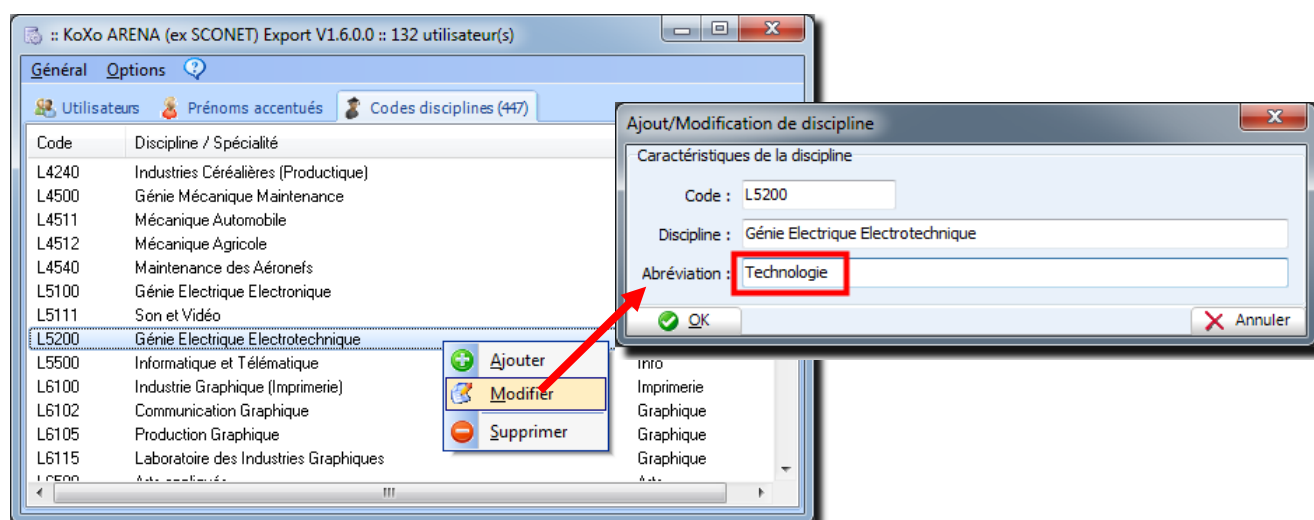 :: KoXo ARENA (ex SCONET) Export V1.6.0.0 :: 132 utilisateur(s)
Général Options
Utilisateurs Prénoms accentués Codes disciplines (447)
Code Discipline / Spécialité
L4240 Industries Céréalières (Productique)
L4500 Génie Mécanique Maintenance
L4511 Mécanique Automobile
L4512 Mécanique Agricole
L4540 Maintenance des Aéronefs
L5100 Génie Electrique Electronique
L5111 Son et Vidéo
L5200 Génie Electrique Electrotechnique
L5500 Informatique et Télématique Info
L6100 Industrie Graphique (Imprimerie) Imprimerie
L6102 Communication Graphique Graphique
L6105 Production Graphique Graphique
L6115 Laboratoire des Industries Graphiques Graphique
Ajouter
Modifier
Supprimer
Ajout/Modification de discipline
Caractéristiques de la discipline
Code : L5200
Discipline : Génie Electrique Electrotechnique
Abréviation : Technologie
OK Annuler